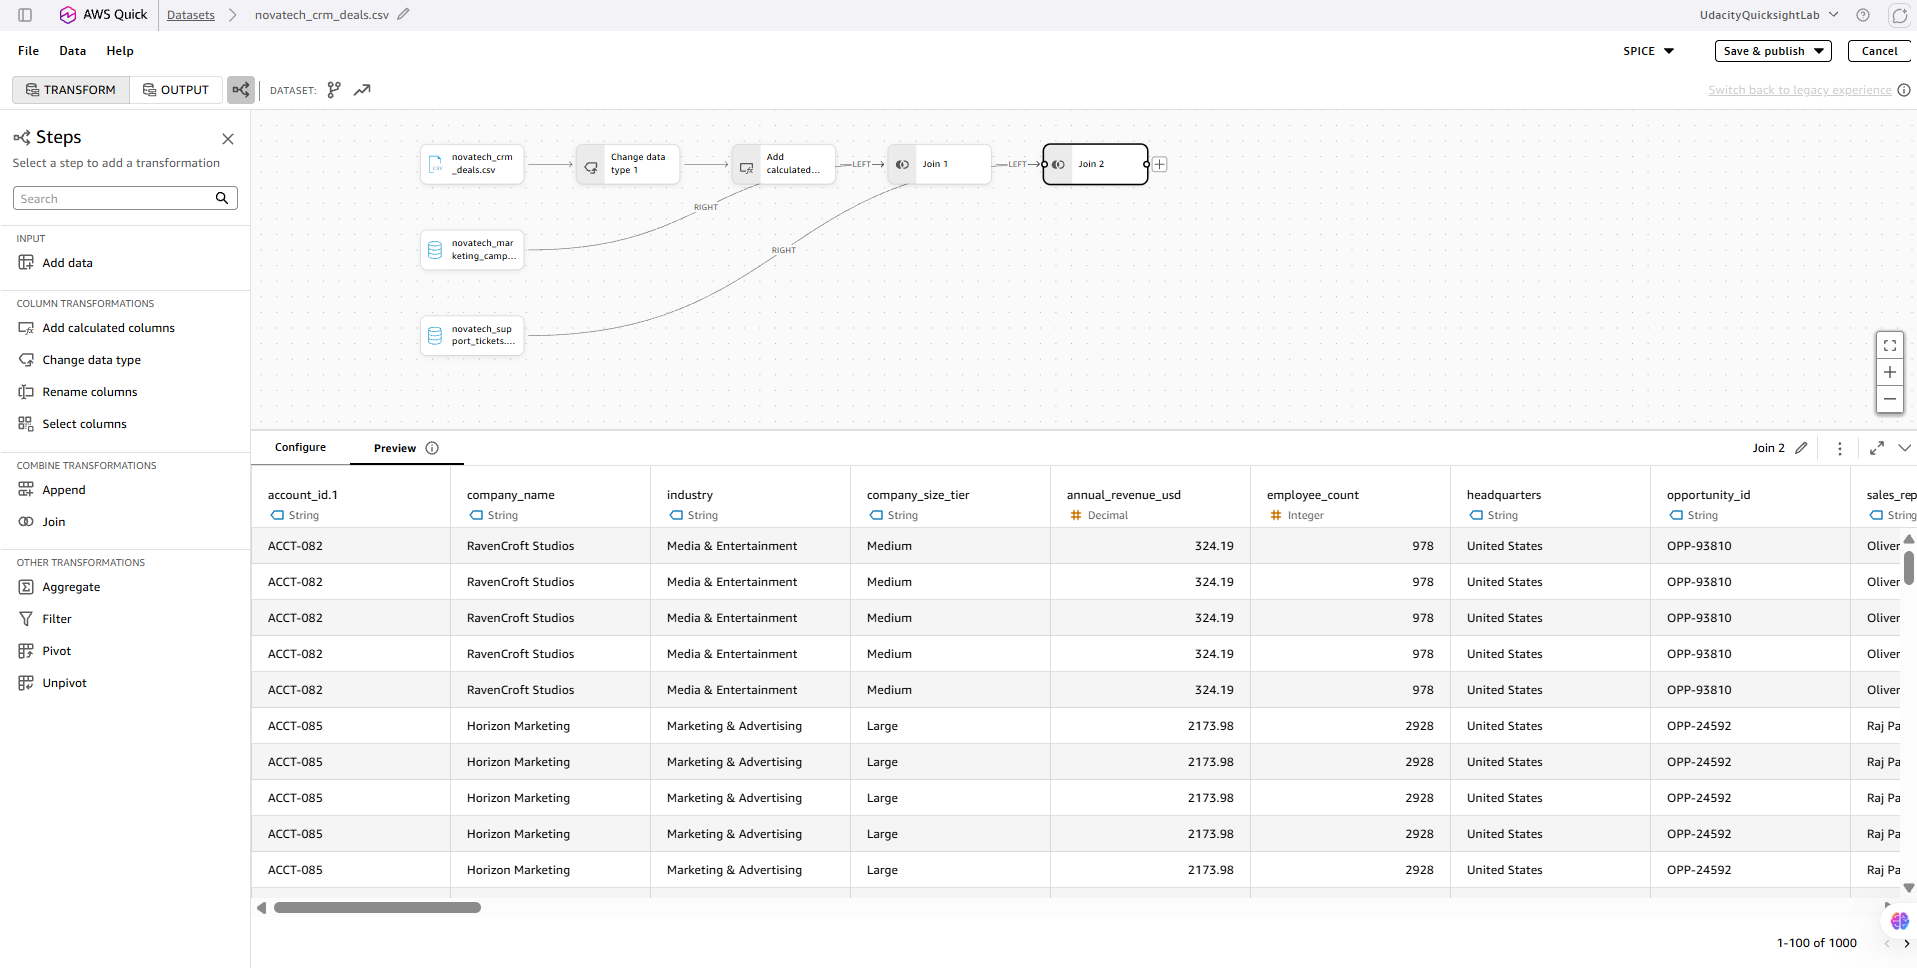 AWS Quick
Datasets
novatech_crm_deals.csv
UdacityQuicksightLab
File
Data
Help
SPICE
Save & publish
Cancel
TRANSFORM
OUTPUT
DATASET:
Switch back to legacy experience
Steps
Select a step to add a transformation
Search
INPUT
Add data
COLUMN TRANSFORMATIONS
Add calculated columns
Change data type
Rename columns
Select columns
COMBINE TRANSFORMATIONS
Append
Join
OTHER TRANSFORMATIONS
Aggregate
Filter
Pivot
Unpivot
novatech_crm
_deals.csv
Change data
type 1
Add
calculated...
LEFT
Join 1
LEFT
Join 2
RIGHT
novatech_mar
keting_camp...
RIGHT
novatech_sup
port_tickets....
Configure
Preview
Join 2
account_id.1 company_name industry company_size_tier annual_revenue_usd employee_count headquarters opportunity_id sales_rep
String String String String Decimal Integer String String String
ACCT-082 RavenCroft Studios Media & Entertainment Medium 324.19 978 United States OPP-93810 Oliver
ACCT-082 RavenCroft Studios Media & Entertainment Medium 324.19 978 United States OPP-93810 Oliver
ACCT-082 RavenCroft Studios Media & Entertainment Medium 324.19 978 United States OPP-93810 Oliver
ACCT-082 RavenCroft Studios Media & Entertainment Medium 324.19 978 United States OPP-93810 Oliver
ACCT-082 RavenCroft Studios Media & Entertainment Medium 324.19 978 United States OPP-93810 Oliver
ACCT-085 Horizon Marketing Marketing & Advertising Large 2173.98 2928 United States OPP-24592 Raj Pa
ACCT-085 Horizon Marketing Marketing & Advertising Large 2173.98 2928 United States OPP-24592 Raj Pa
ACCT-085 Horizon Marketing Marketing & Advertising Large 2173.98 2928 United States OPP-24592 Raj Pa
ACCT-085 Horizon Marketing Marketing & Advertising Large 2173.98 2928 United States OPP-24592 Raj Pa
ACCT-085 Horizon Marketing Marketing & Advertising Large 2173.98 2928 United States OPP-24592 Raj Pa
1-100 of 1000